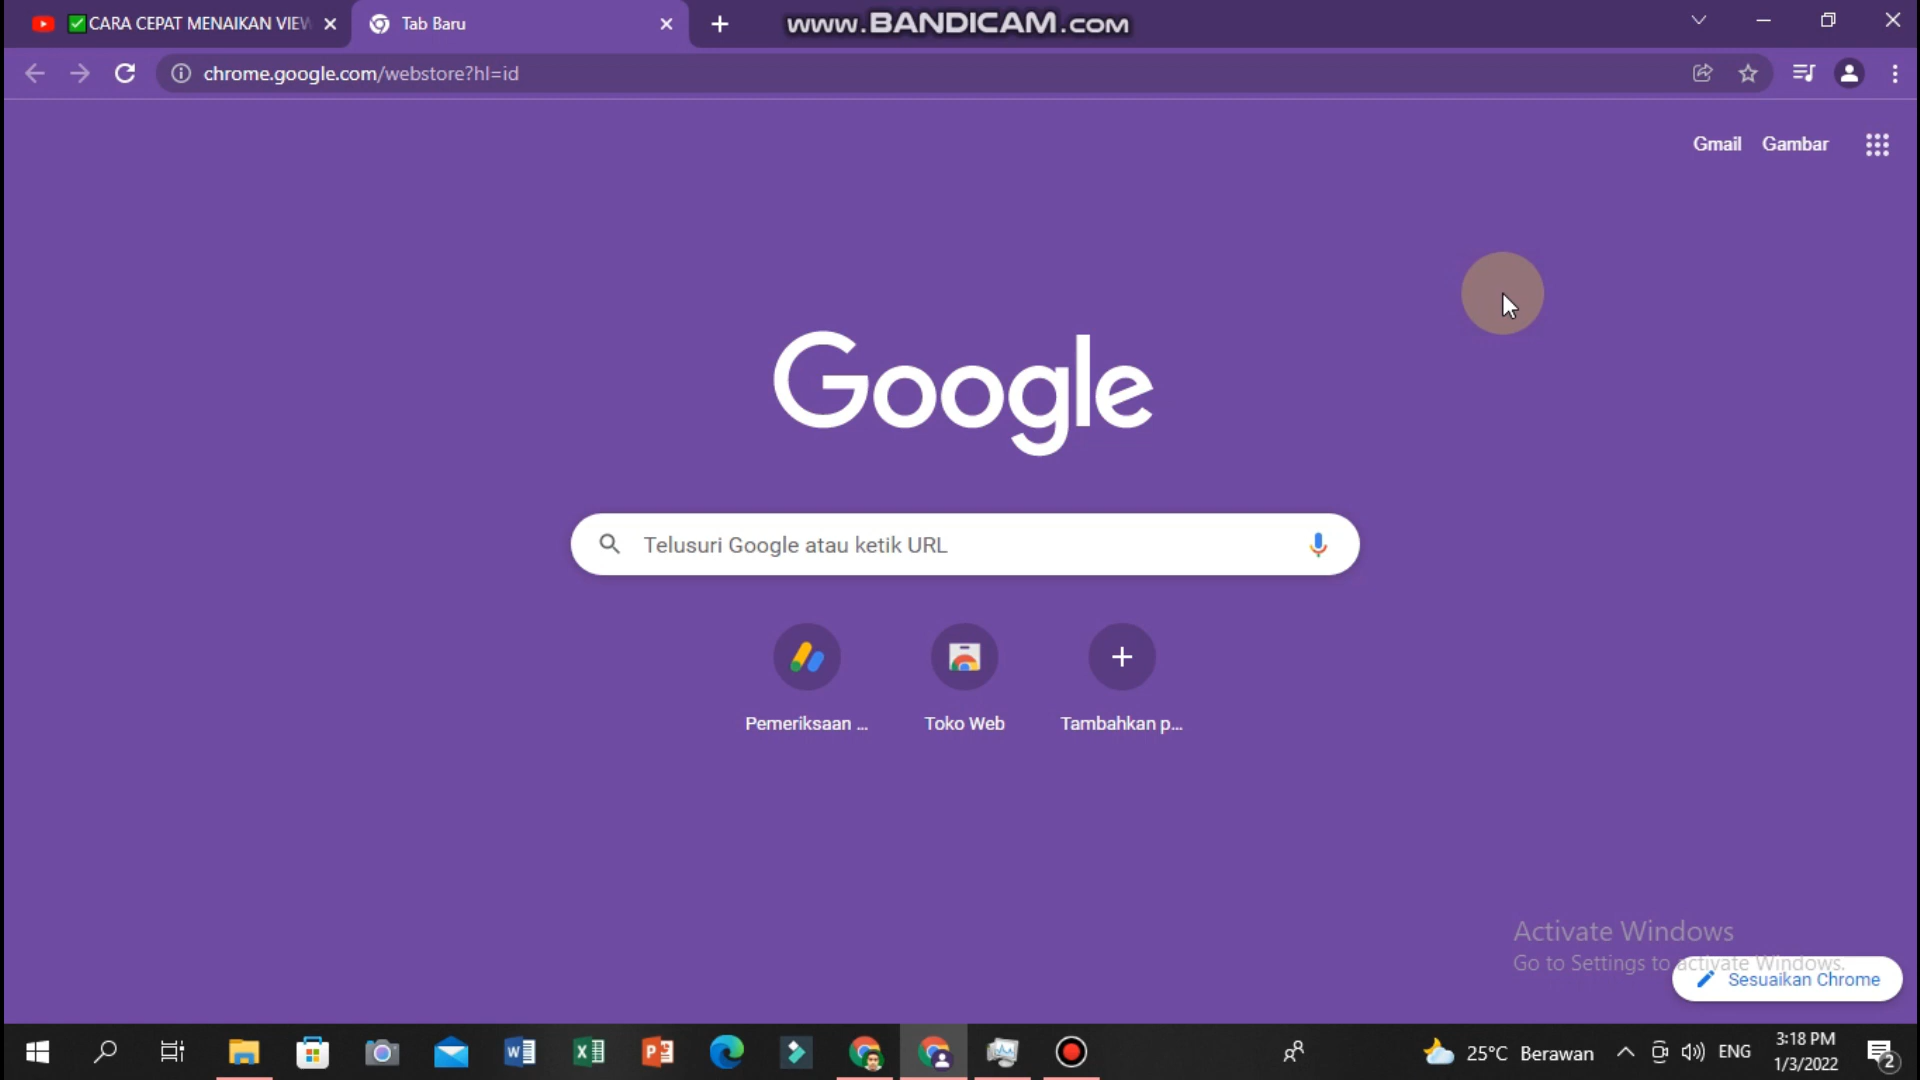 CARA CEPAT MENAIKAN VIEW
Tab Baru
www.BANDICAM.com
chrome.google.com/webstore?hl=id
Gmail Gambar
Google
Telusuri Google atau ketik URL
Pemeriksaan ...
Toko Web
Tambahkan p...
Activate Windows
Go to Settings to activate Windows.
Sesuaikan Chrome
25°C Berawan
ENG
3:18 PM
1/3/2022
2